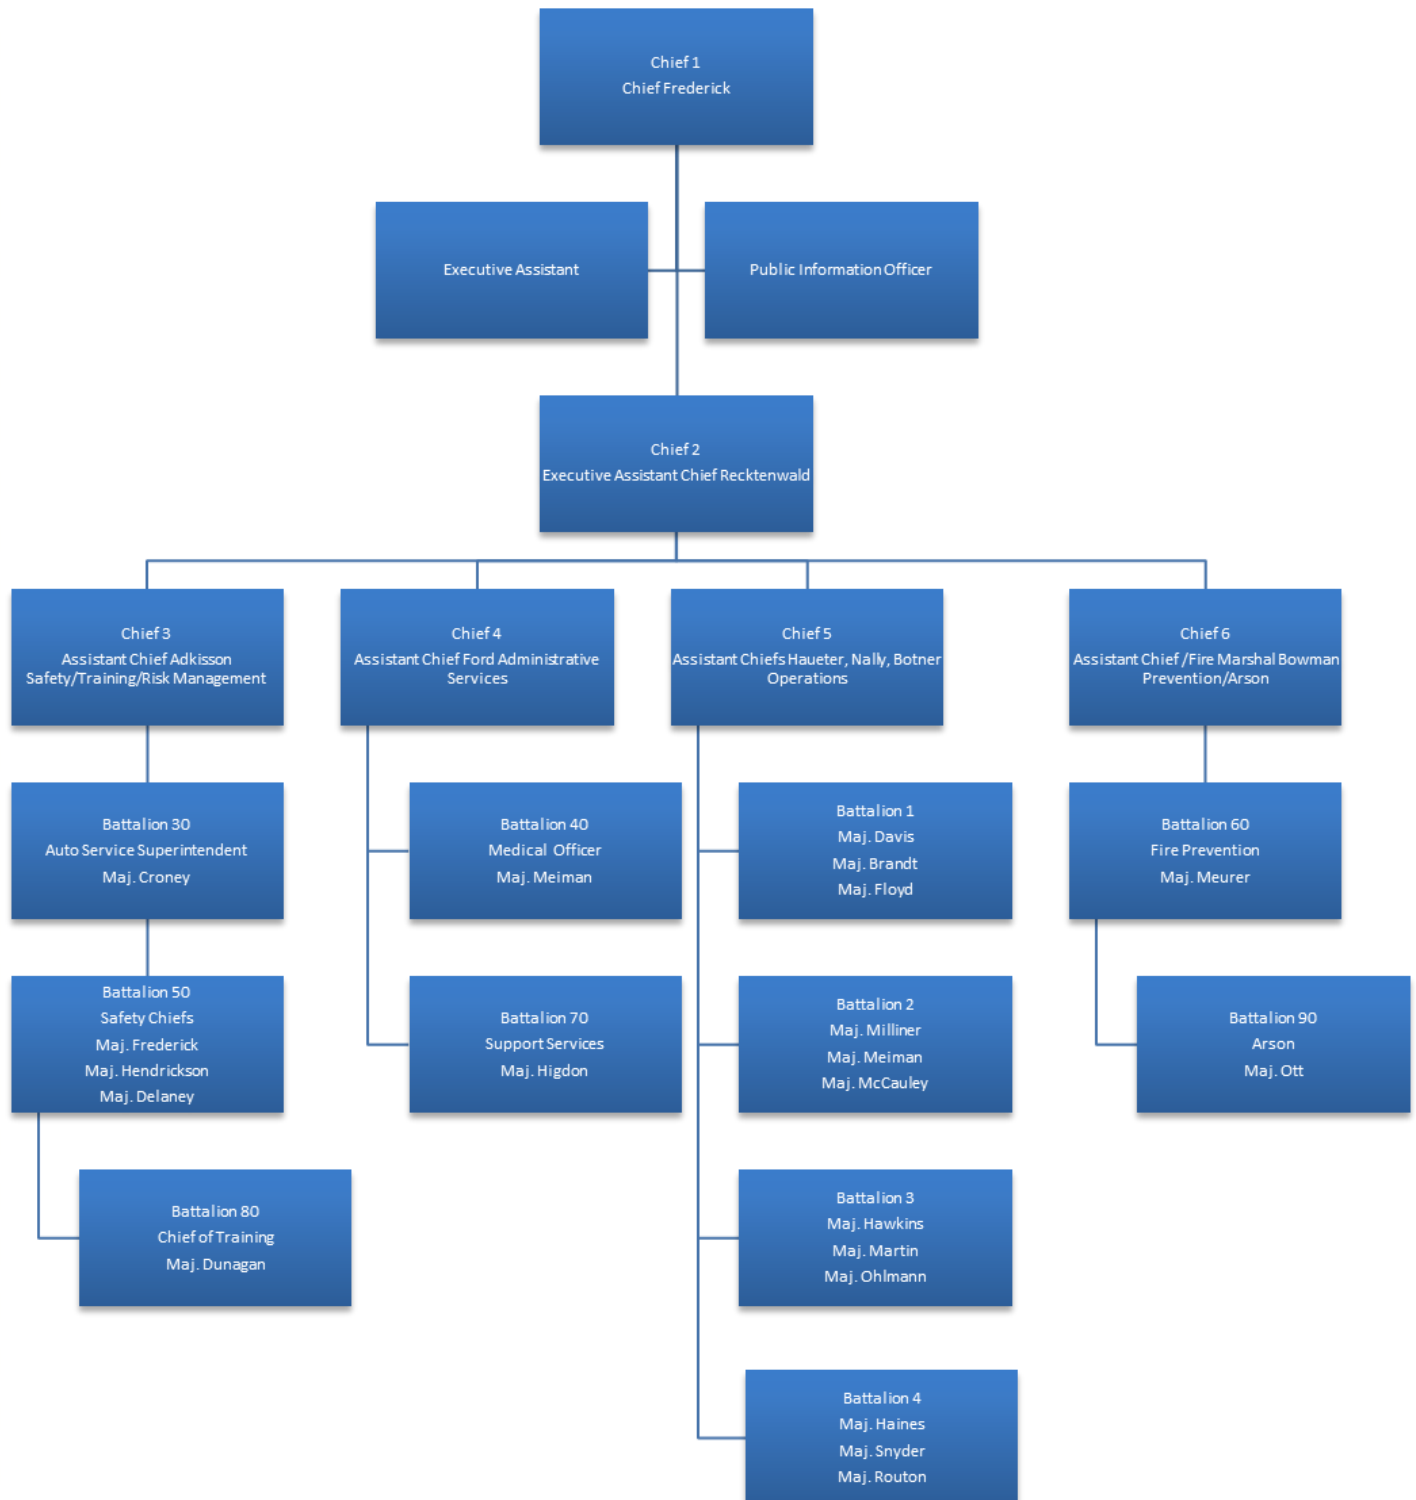 Chief 1
Chief Frederick
Executive Assistant
Public Information Officer
Chief 2
Executive Assistant Chief Recktenwald
Chief 3
Assistant Chief Adkisson
Safety/Training/Risk Management
Chief 4
Assistant Chief Ford Administrative
Services
Chief 5
Assistant Chiefs Haueter, Nally, Botner
Operations
Chief 6
Assistant Chief /Fire Marshal Bowman
Prevention/Arson
Battalion 30
Auto Service Superintendent
Maj. Croney
Battalion 40
Medical Officer
Maj. Meiman
Battalion 1
Maj. Davis
Maj. Brandt
Maj. Floyd
Battalion 60
Fire Prevention
Maj. Meurer
Battalion 50
Safety Chiefs
Maj. Frederick
Maj. Hendrickson
Maj. Delaney
Battalion 70
Support Services
Maj. Higdon
Battalion 2
Maj. Milliner
Maj. Meiman
Maj. McCauley
Battalion 90
Arson
Maj. Ott
Battalion 80
Chief of Training
Maj. Dunagan
Battalion 3
Maj. Hawkins
Maj. Martin
Maj. Ohlmann
Battalion 4
Maj. Haines
Maj. Snyder
Maj. Routon